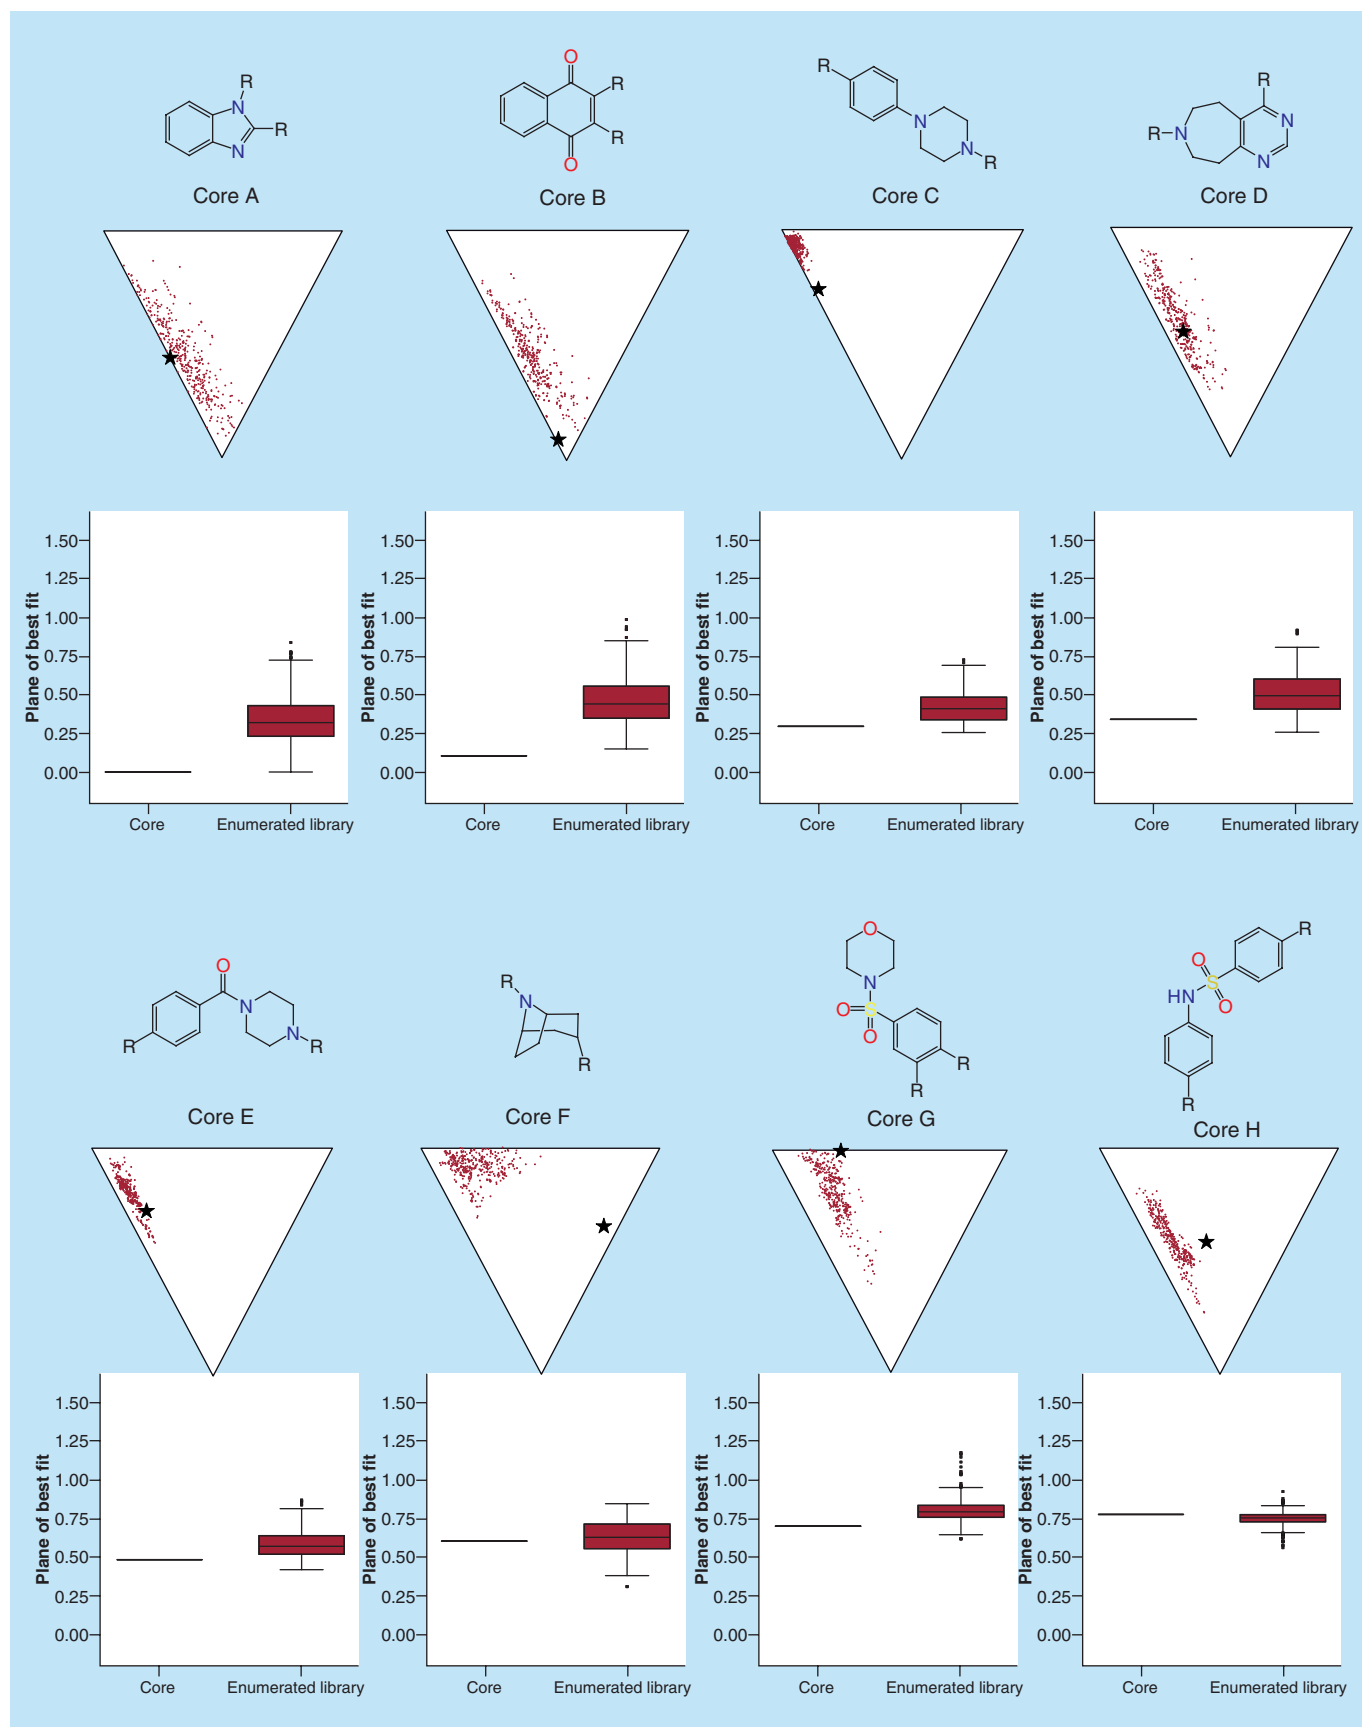 R
N
R
N
Core A
O
R
R
O
Core B
R
N
N
R
Core C
R
R
N
N
N
Core D
Plane of best fit
1.50
1.25
1.00
0.75
0.50
0.25
0.00
Core Enumerated library
Plane of best fit
1.50
1.25
1.00
0.75
0.50
0.25
0.00
Core Enumerated library
Plane of best fit
1.50
1.25
1.00
0.75
0.50
0.25
0.00
Core Enumerated library
Plane of best fit
1.50
1.25
1.00
0.75
0.50
0.25
0.00
Core Enumerated library
O
N
N
R
R
Core E
R
N
R
Core F
O
N
O
S
O
R
R
Core G
R
O
S
HN
O
R
Core H
Plane of best fit
1.50
1.25
1.00
0.75
0.50
0.25
0.00
Core Enumerated library
Plane of best fit
1.50
1.25
1.00
0.75
0.50
0.25
0.00
Core Enumerated library
Plane of best fit
1.50
1.25
1.00
0.75
0.50
0.25
0.00
Core Enumerated library
Plane of best fit
1.50
1.25
1.00
0.75
0.50
0.25
0.00
Core Enumerated library